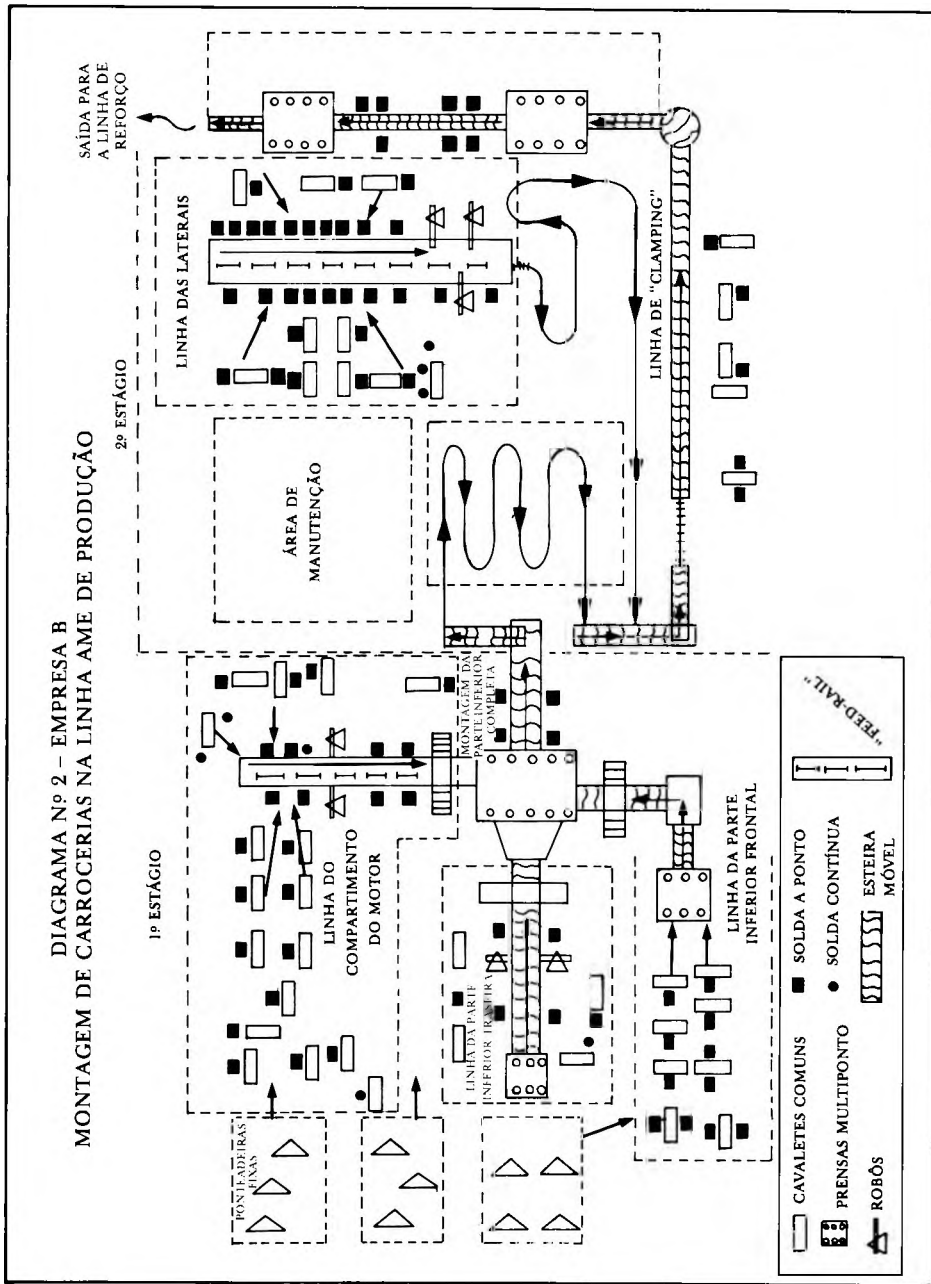 DIAGRAMA Nº 2 – EMPRESA B
MONTAGEM DE CARROCERIAS NA LINHA AME DE PRODUÇÃO
1º ESTÁGIO
2º ESTÁGIO
SAÍDA PARA
A LINHA DE
REFORÇO
PONTEADEIRAS
FIXAS
LINHA DO
COMPARTIMENTO
DO MOTOR
ÁREA DE
MANUTENÇÃO
LINHA DAS LATERAIS
MONTAGEM DA
PARTE INFERIOR
COMPLETA
LINHA DA PARTE
INFERIOR TRASEIRA
LINHA DA PARTE
INFERIOR FRONTAL
LINHA DE "CLAMPING"
CAVALETES COMUNS
PRENSAS MULTIPONTO
ROBÔS
SOLDA A PONTO
SOLDA CONTÍNUA
ESTEIRA
MÓVEL
"FEED-RAIL"